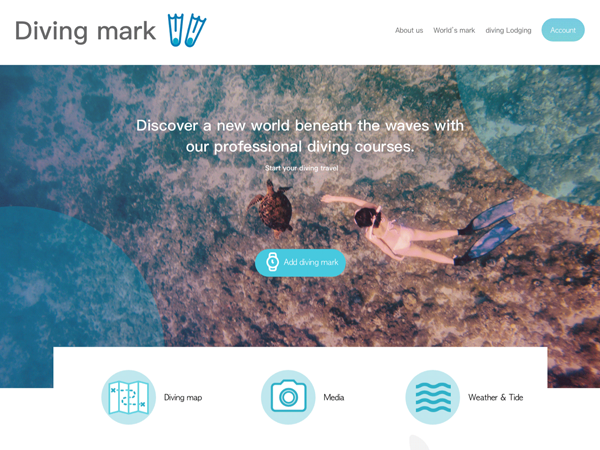 Diving mark
About us
World's mark
diving Lodging
Account
Discover a new world beneath the waves with
our professional diving courses.
Start your diving travel
Add diving mark
Diving map
Media
Weather & Tide